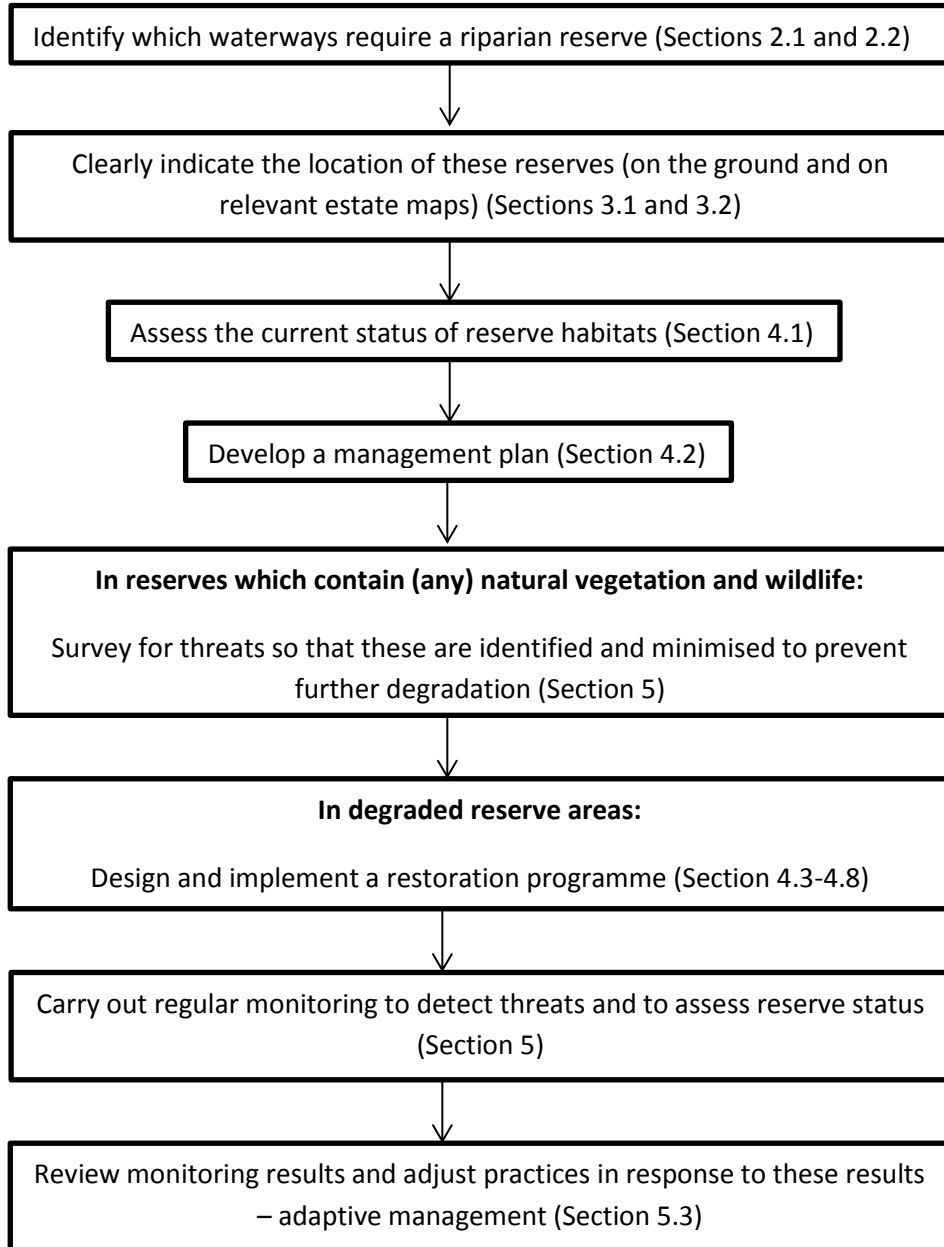 Identify which waterways require a riparian reserve (Sections 2.1 and 2.2)
Clearly indicate the location of these reserves (on the ground and on
relevant estate maps) (Sections 3.1 and 3.2)
Assess the current status of reserve habitats (Section 4.1)
Develop a management plan (Section 4.2)
In reserves which contain (any) natural vegetation and wildlife:
Survey for threats so that these are identified and minimised to prevent
further degradation (Section 5)
In degraded reserve areas:
Design and implement a restoration programme (Section 4.3-4.8)
Carry out regular monitoring to detect threats and to assess reserve status
(Section 5)
Review monitoring results and adjust practices in response to these results
– adaptive management (Section 5.3)